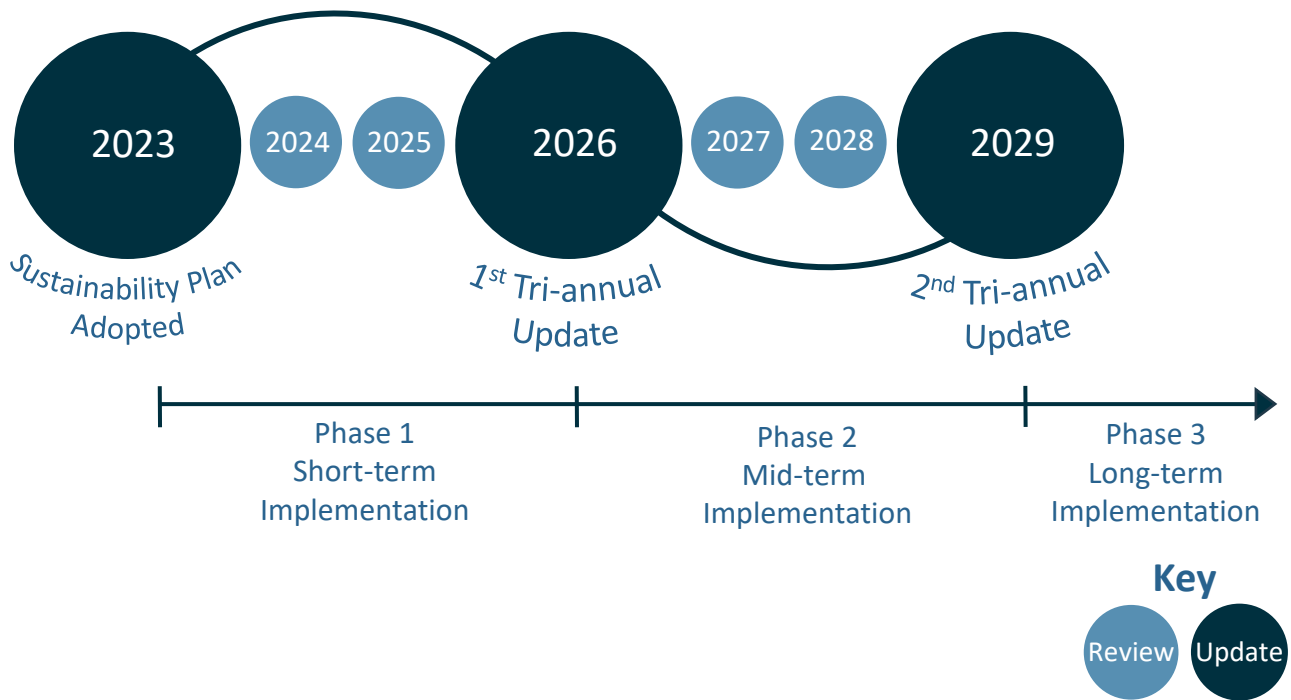 2023
2024
2025
2026
2027
2028
2029
Sustainability Plan
Adopted
1st Tri-annual
Update
2nd Tri-annual
Update
Phase 1
Short-term
Implementation
Phase 2
Mid-term
Implementation
Phase 3
Long-term
Implementation
Key
Review
Update